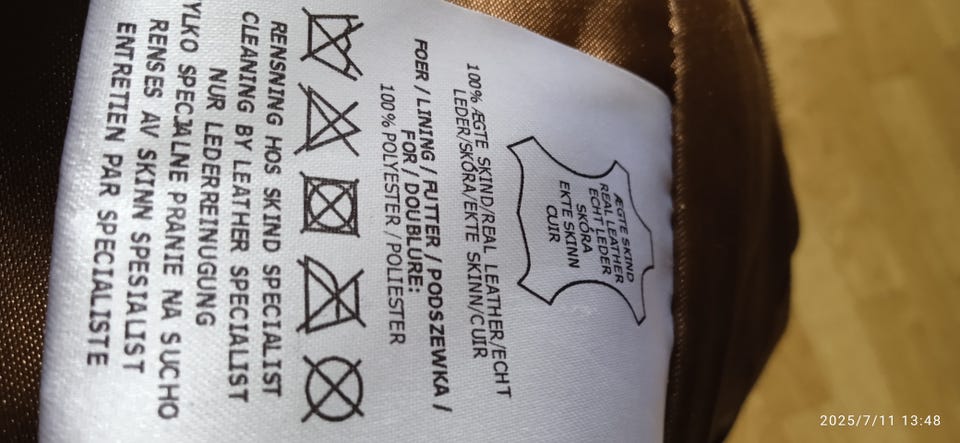 ÆGTE SKIND
REAL LEATHER
ECHT LEDER
SKÓRA
EKTE SKINN
CUIR
100% ÆGTE SKIND/REAL LEATHER/ECHT
LEDER/SKÓRA/EKTE SKINN/CUIR
FOER / LINING / FUTTER / PODSZEWKA /
FOR / DOUBLURE:
100% POLYESTER / POLIESTER
RENSNING HOS SKIND SPECIALIST
CLEANING BY LEATHER SPECIALIST
NUR LEDERREINUGUNG
YLKO SPECJALNE PRANIE NA SUCHO
RENSES AV SKINN SPESIALIST
ENTRETIEN PAR SPECIALISTE
2025/7/11 13:48